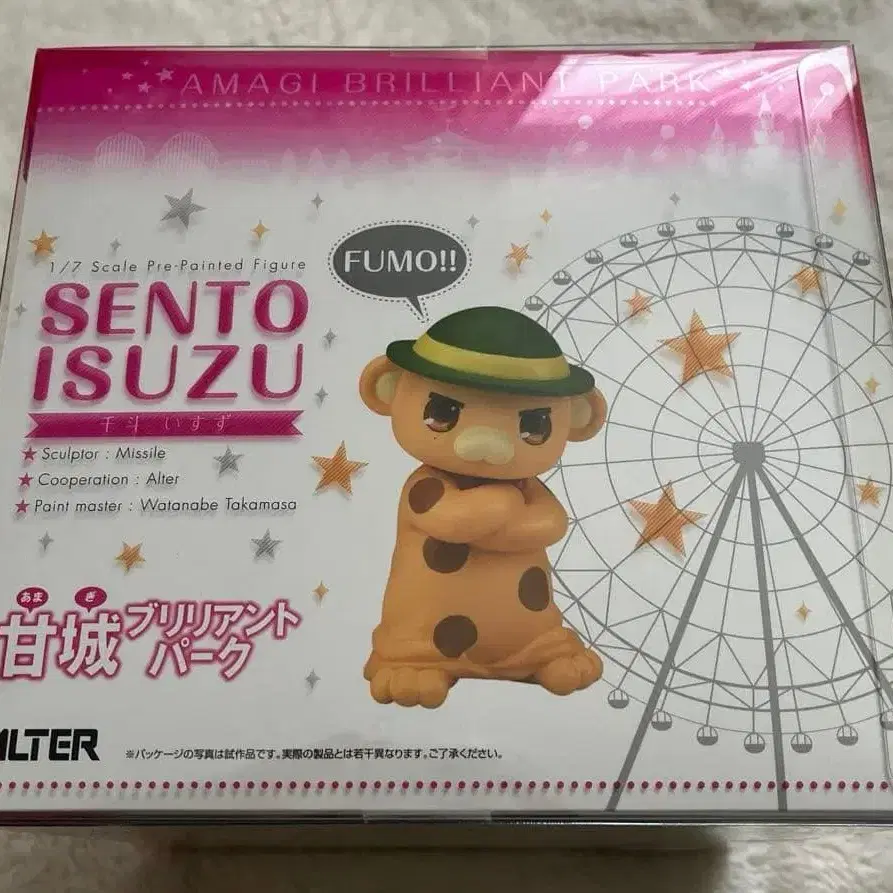 AMAGI BRILLIANT PARK
FUMO!!
1/7 Scale Pre-Painted Figure
SENTO
ISUZU
千斗 いすず
★ Sculptor : Missile
★ Cooperation : Alter
★ Paint master : Watanabe Takamasa
あま ぎ
甘城 ブリリアント
パーク
ALTER
※パッケージの写真は試作品です。実際の製品とは若干異なります。ご了承ください。